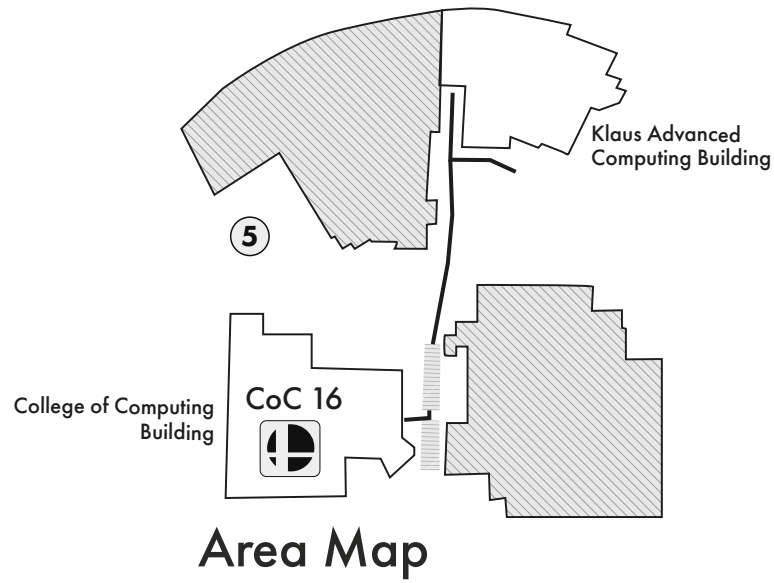 Klaus Advanced
Computing Building
5
College of Computing
Building
CoC 16
Area Map